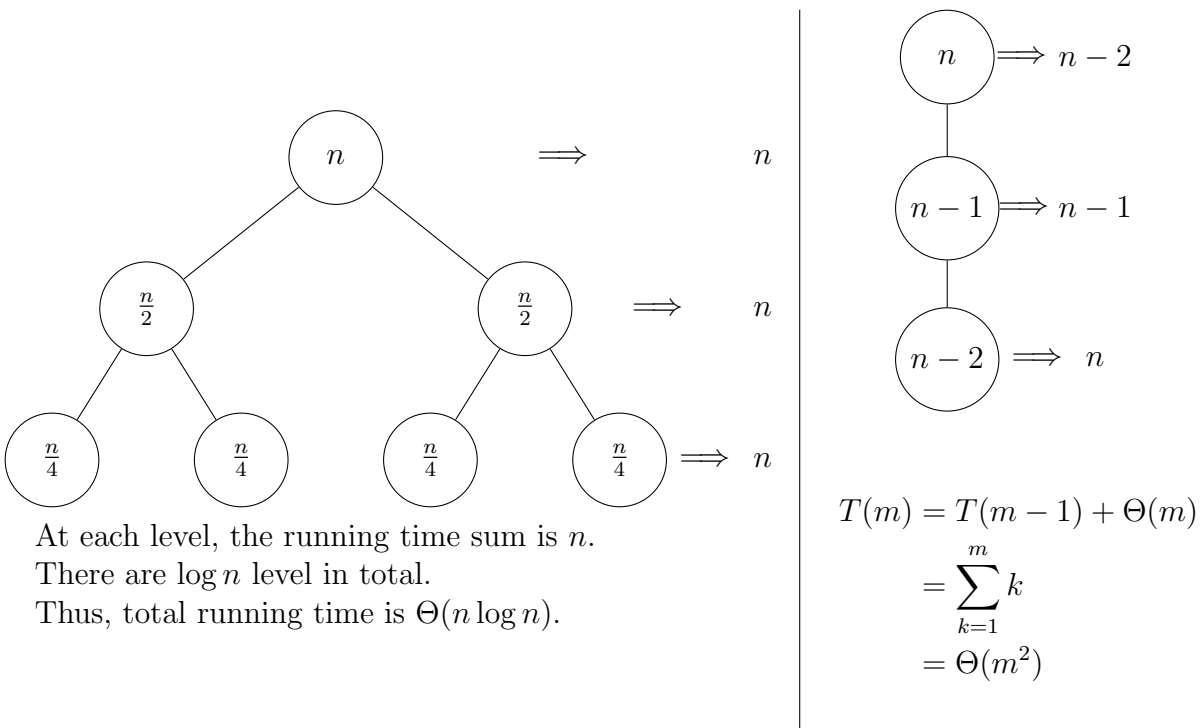 n ⟹ n
n/2 n/2 ⟹ n
n/4 n/4 n/4 n/4 ⟹ n
At each level, the running time sum is n.
There are log n level in total.
Thus, total running time is Θ(n log n).
n ⟹ n − 2
n − 1 ⟹ n − 1
n − 2 ⟹ n
T(m) = T(m − 1) + Θ(m)
= ∑_{k=1}^{m} k
= Θ(m²)